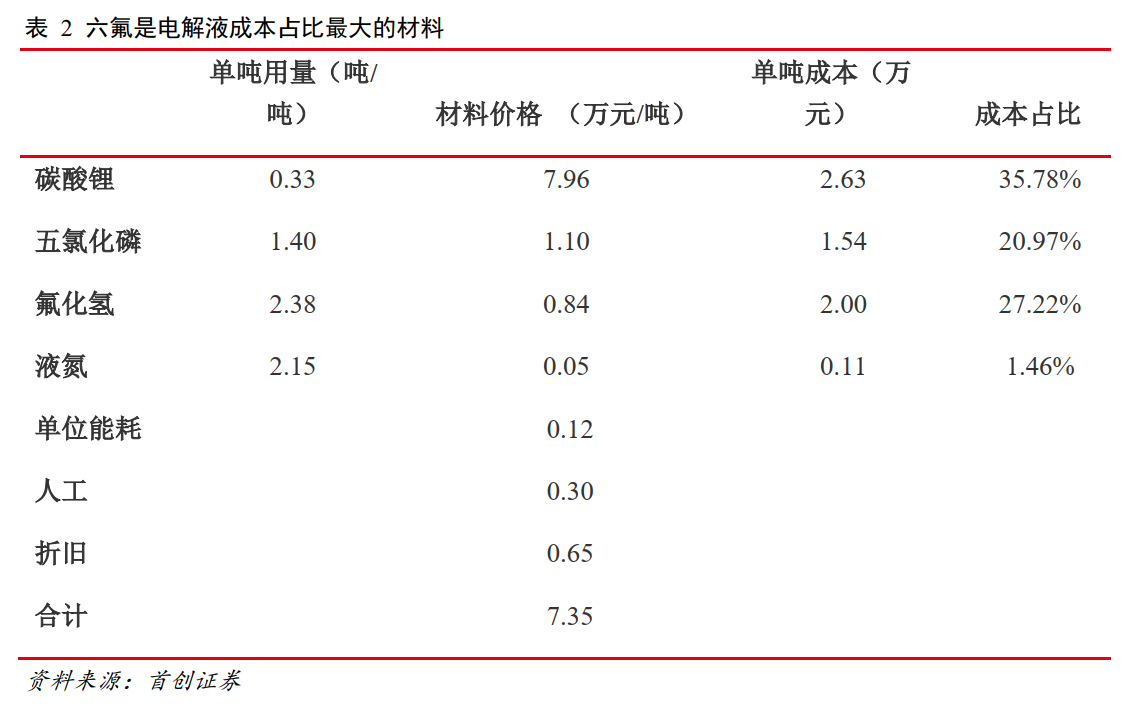 表 2 六氟是电解液成本占比最大的材料
单吨用量（吨/吨） 材料价格 （万元/吨） 单吨成本（万元） 成本占比
碳酸锂 0.33 7.96 2.63 35.78%
五氯化磷 1.40 1.10 1.54 20.97%
氟化氢 2.38 0.84 2.00 27.22%
液氮 2.15 0.05 0.11 1.46%
单位能耗 0.12
人工 0.30
折旧 0.65
合计 7.35
资料来源：首创证券